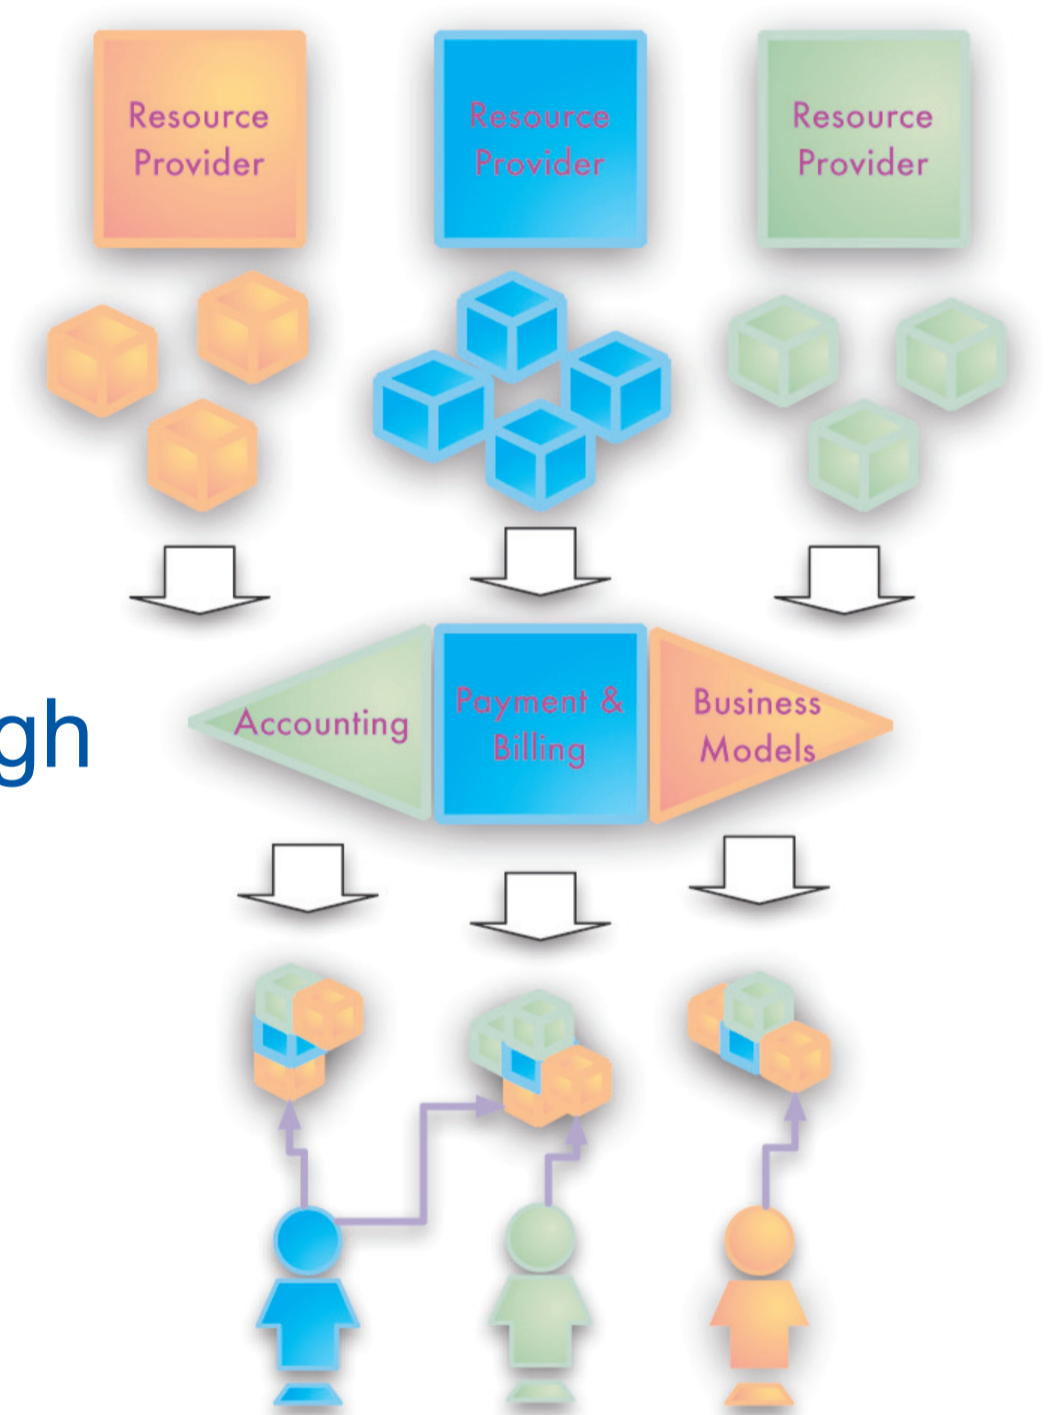 Resource
Provider
Resource
Provider
Resource
Provider
gh
Accounting
Payment &
Billing
Business
Models